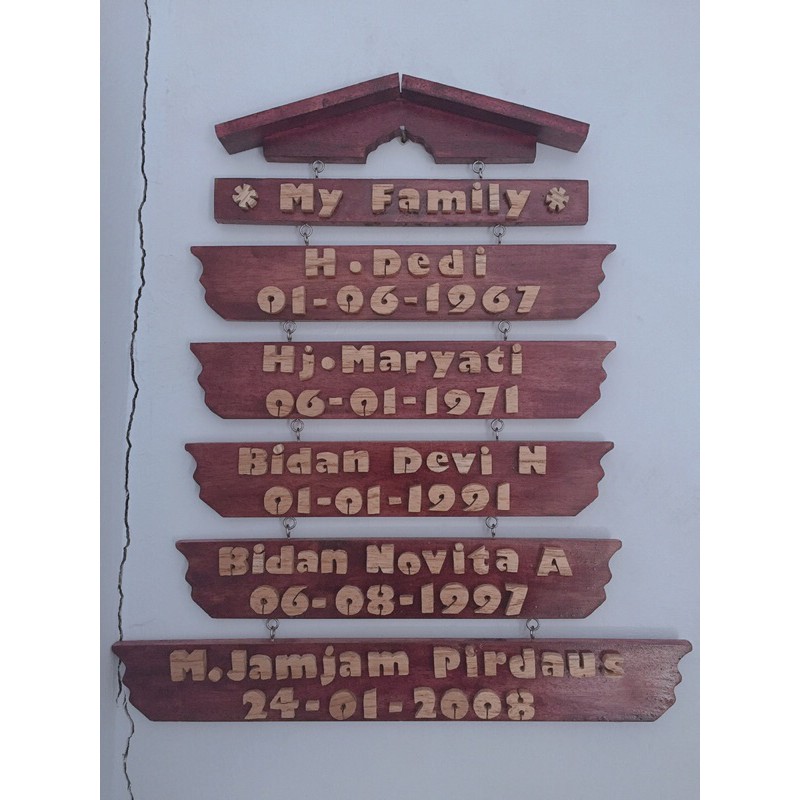 * My Family *
H.Dedi
01-06-1967
Hj.Maryati
06-01-1971
Bidan Devi N
01-01-1991
Bidan Novita A
06-08-1997
M.Jamjam Pirdaus
24-01-2008